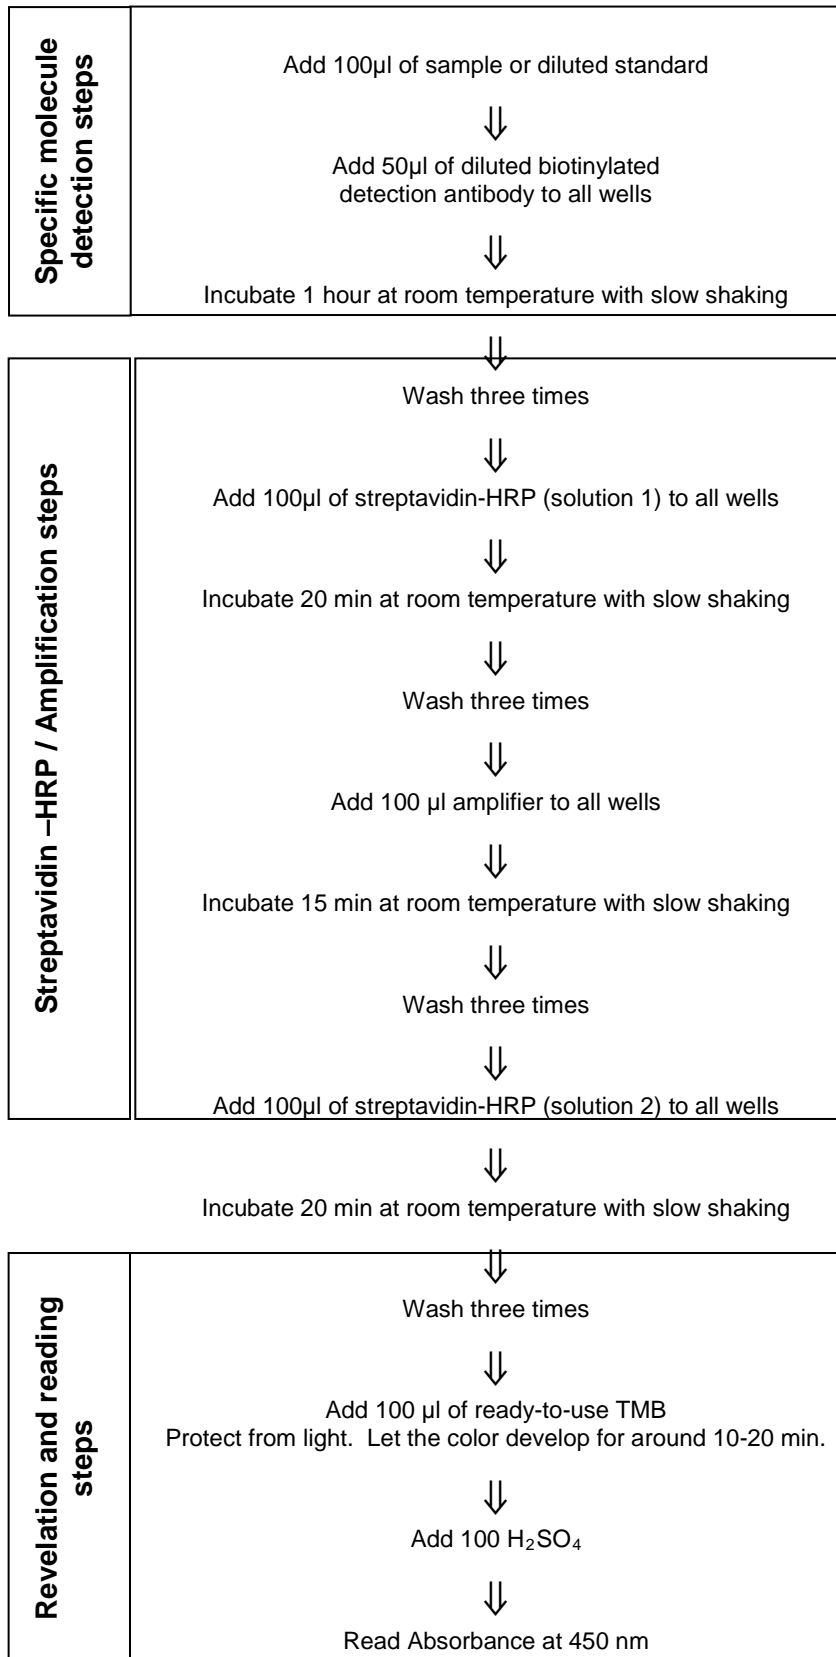 Specific molecule
detection steps
Add 100µl of sample or diluted standard
⇓
Add 50µl of diluted biotinylated
detection antibody to all wells
⇓
Incubate 1 hour at room temperature with slow shaking
⇓
Streptavidin –HRP / Amplification steps
Wash three times
⇓
Add 100µl of streptavidin-HRP (solution 1) to all wells
⇓
Incubate 20 min at room temperature with slow shaking
⇓
Wash three times
⇓
Add 100 µl amplifier to all wells
⇓
Incubate 15 min at room temperature with slow shaking
⇓
Wash three times
⇓
Add 100µl of streptavidin-HRP (solution 2) to all wells
⇓
Incubate 20 min at room temperature with slow shaking
⇓
Revelation and reading
steps
Wash three times
⇓
Add 100 µl of ready-to-use TMB
Protect from light. Let the color develop for around 10-20 min.
⇓
Add 100 H₂SO₄
⇓
Read Absorbance at 450 nm